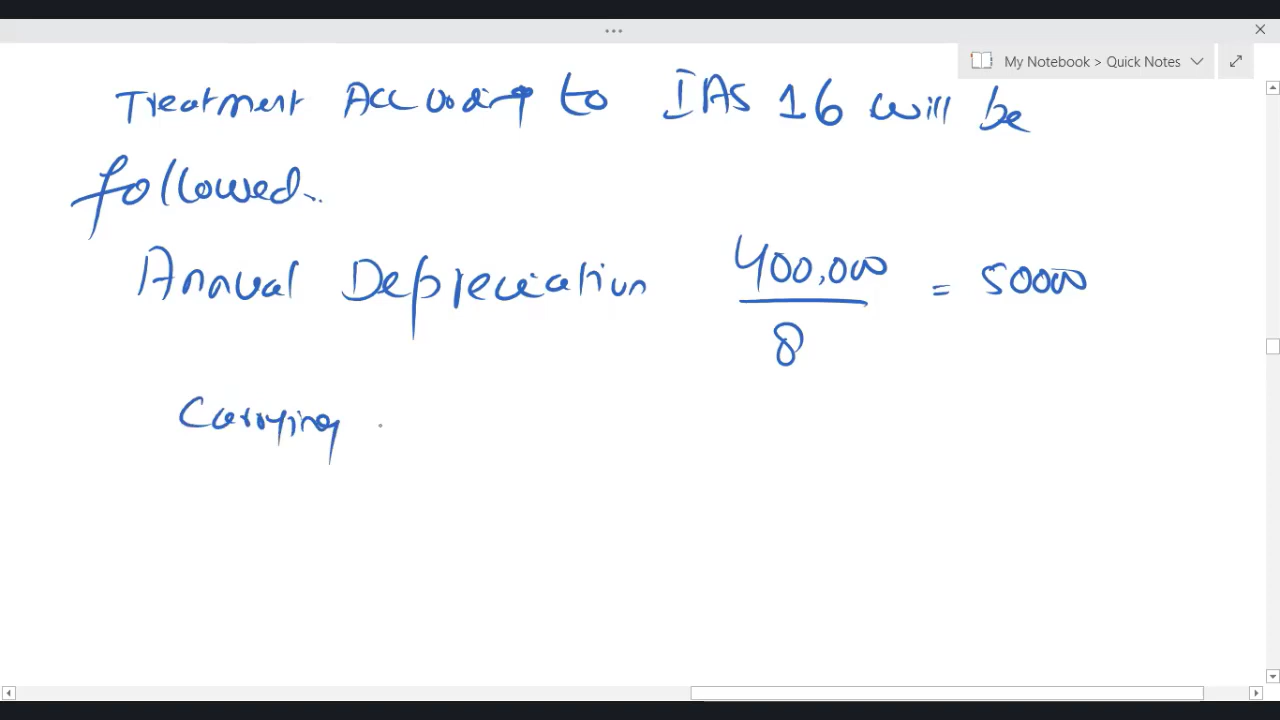 My Notebook > Quick Notes
Treatment According to IAS 16 will be
followed.
Annual Depreciation 400,000 / 8 = 50000
Carrying